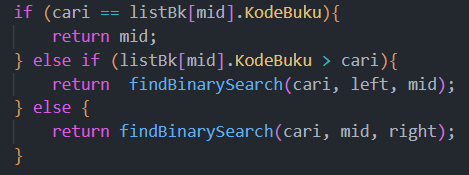 if (cari == listBk[mid].KodeBuku){
return mid;
} else if (listBk[mid].KodeBuku > cari){
return  findBinarySearch(cari, left, mid);
} else {
return findBinarySearch(cari, mid, right);
}